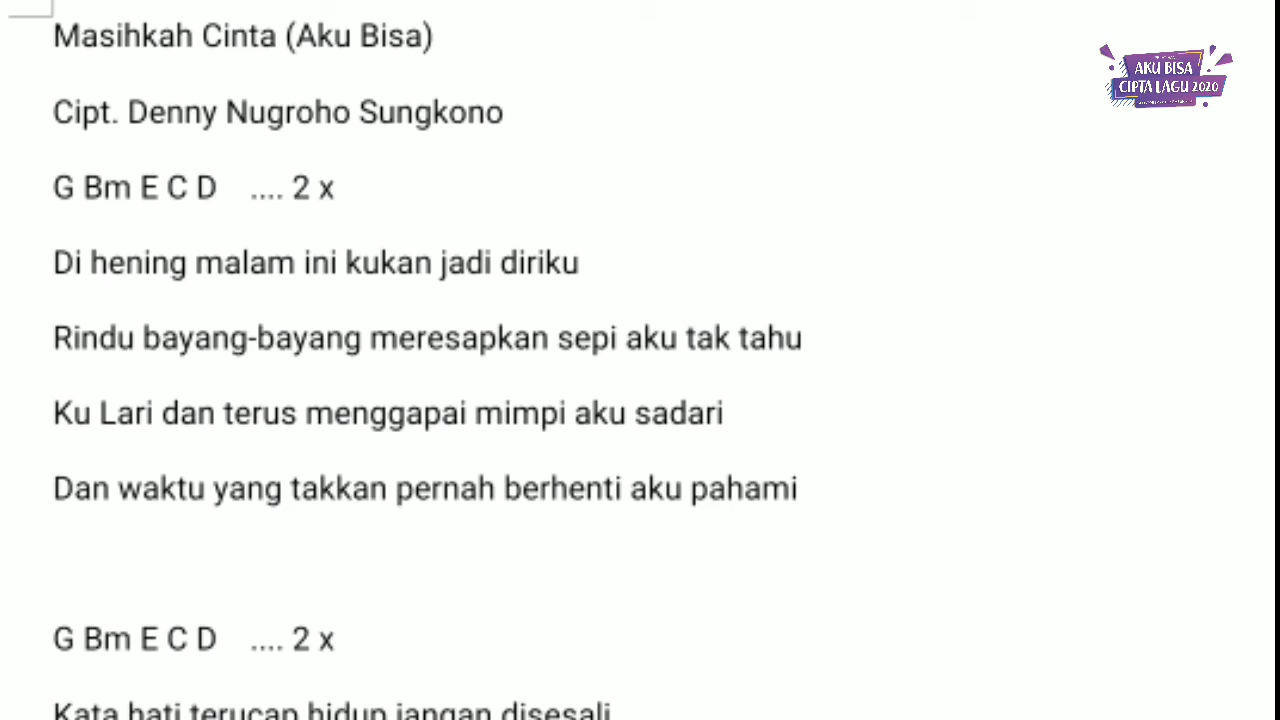 Masihkah Cinta (Aku Bisa)
AKU BISA
CIPTA LAGU 2020
Cipt. Denny Nugroho Sungkono
G Bm E C D .... 2 x
Di hening malam ini kukan jadi diriku
Rindu bayang-bayang meresapkan sepi aku tak tahu
Ku Lari dan terus menggapai mimpi aku sadari
Dan waktu yang takkan pernah berhenti aku pahami
G Bm E C D .... 2 x
Kata hati terucap hidup jangan disesali